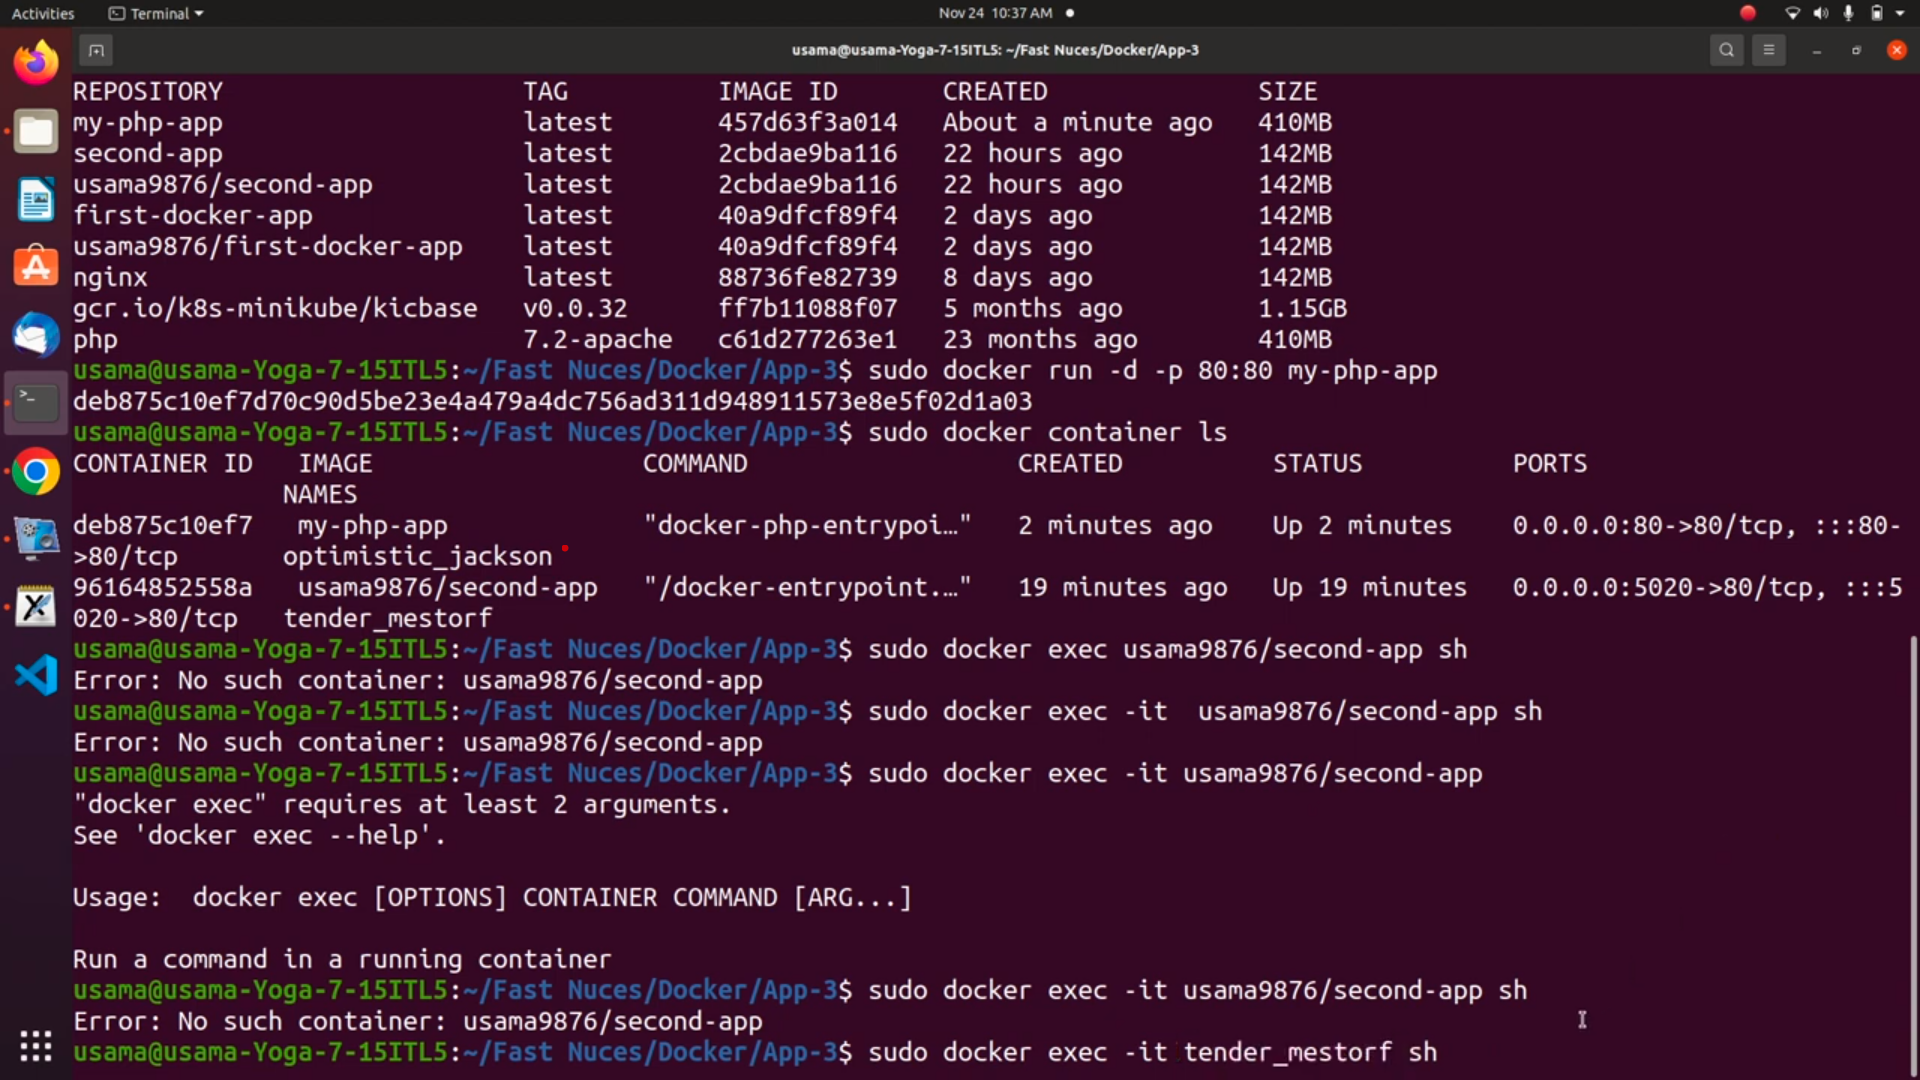 Activities Terminal Nov 24 10:37 AM
usama@usama-Yoga-7-15ITL5: ~/Fast Nuces/Docker/App-3
REPOSITORY TAG IMAGE ID CREATED SIZE
my-php-app latest 457d63f3a014 About a minute ago 410MB
second-app latest 2cbdae9ba116 22 hours ago 142MB
usama9876/second-app latest 2cbdae9ba116 22 hours ago 142MB
first-docker-app latest 40a9dfcf89f4 2 days ago 142MB
usama9876/first-docker-app latest 40a9dfcf89f4 2 days ago 142MB
nginx latest 88736fe82739 8 days ago 142MB
gcr.io/k8s-minikube/kicbase v0.0.32 ff7b11088f07 5 months ago 1.15GB
php 7.2-apache c61d277263e1 23 months ago 410MB
usama@usama-Yoga-7-15ITL5:~/Fast Nuces/Docker/App-3$ sudo docker run -d -p 80:80 my-php-app
deb875c10ef7d70c90d5be23e4a479a4dc756ad311d948911573e8e5f02d1a03
usama@usama-Yoga-7-15ITL5:~/Fast Nuces/Docker/App-3$ sudo docker container ls
CONTAINER ID IMAGE COMMAND CREATED STATUS PORTS
NAMES
deb875c10ef7 my-php-app "docker-php-entrypoi…" 2 minutes ago Up 2 minutes 0.0.0.0:80->80/tcp, :::80-
>80/tcp optimistic_jackson
96164852558a usama9876/second-app "/docker-entrypoint.…" 19 minutes ago Up 19 minutes 0.0.0.0:5020->80/tcp, :::5
020->80/tcp tender_mestorf
usama@usama-Yoga-7-15ITL5:~/Fast Nuces/Docker/App-3$ sudo docker exec usama9876/second-app sh
Error: No such container: usama9876/second-app
usama@usama-Yoga-7-15ITL5:~/Fast Nuces/Docker/App-3$ sudo docker exec -it  usama9876/second-app sh
Error: No such container: usama9876/second-app
usama@usama-Yoga-7-15ITL5:~/Fast Nuces/Docker/App-3$ sudo docker exec -it usama9876/second-app
"docker exec" requires at least 2 arguments.
See 'docker exec --help'.
Usage:  docker exec [OPTIONS] CONTAINER COMMAND [ARG...]
Run a command in a running container
usama@usama-Yoga-7-15ITL5:~/Fast Nuces/Docker/App-3$ sudo docker exec -it usama9876/second-app sh
Error: No such container: usama9876/second-app
usama@usama-Yoga-7-15ITL5:~/Fast Nuces/Docker/App-3$ sudo docker exec -it tender_mestorf sh